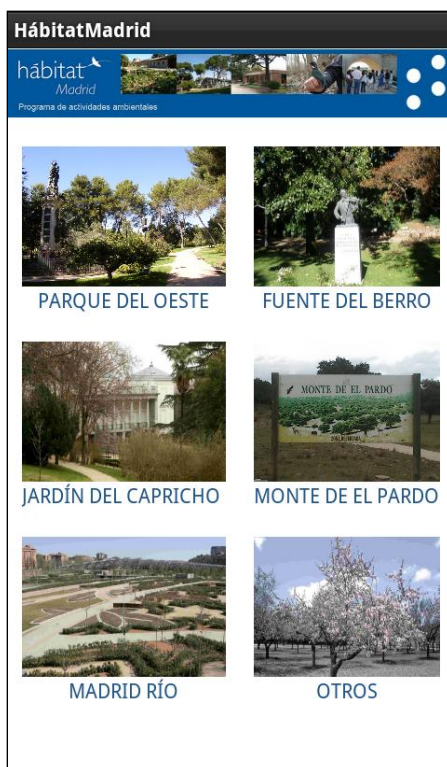 HábitatMadrid
hábitat
Madrid
Programa de actividades ambientales
PARQUE DEL OESTE
FUENTE DEL BERRO
MONTE DE EL PARDO
JARDÍN DEL CAPRICHO
MONTE DE EL PARDO
MADRID RÍO
OTROS